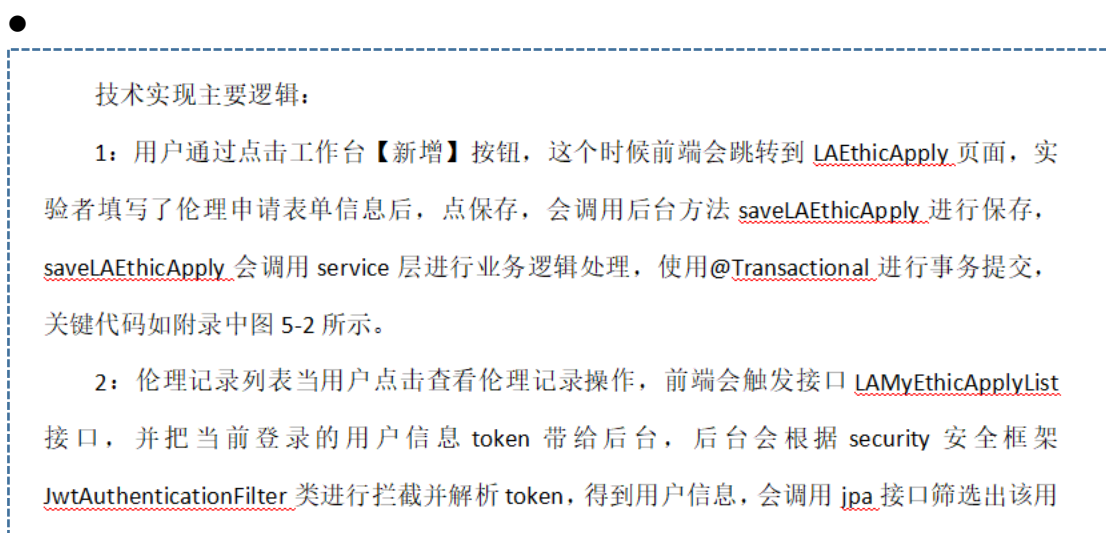 技术实现主要逻辑：
1：用户通过点击工作台【新增】按钮，这个时候前端会跳转到 LAEthicApply 页面，实
验者填写了伦理申请表单信息后，点保存，会调用后台方法 saveLAEthicApply 进行保存，
saveLAEthicApply 会调用 service 层进行业务逻辑处理，使用@Transactional 进行事务提交，
关键代码如附录中图 5-2 所示。
2：伦理记录列表当用户点击查看伦理记录操作，前端会触发接口 LAMyEthicApplyList
接口，并把当前登录的用户信息 token 带给后台，后台会根据 security 安全框架
JwtAuthenticationFilter 类进行拦截并解析 token，得到用户信息，会调用 jpa 接口筛选出该用